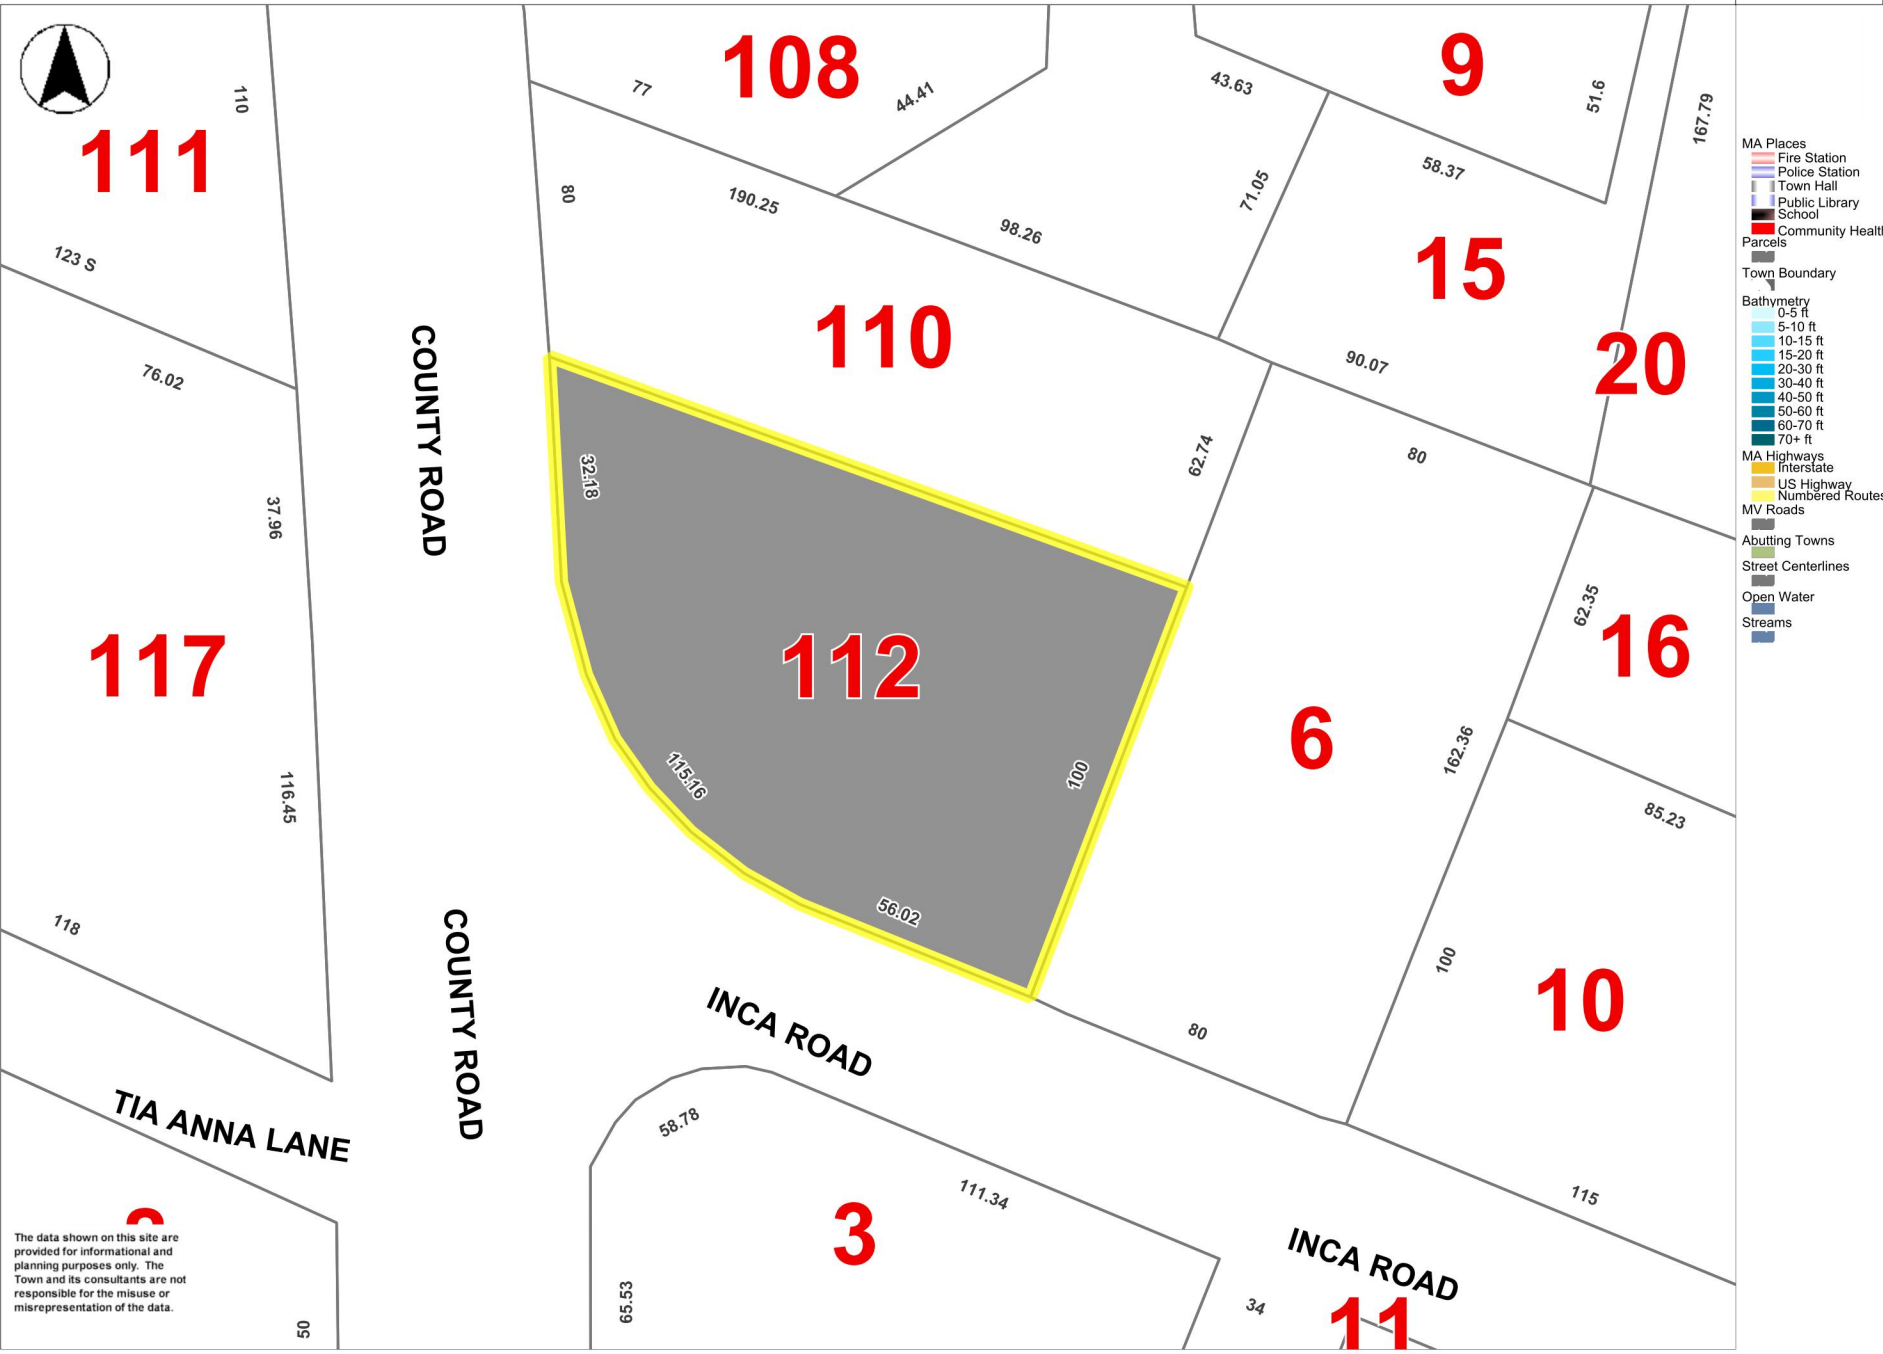 108
9
77
44.41
43.63
51.6
110
167.79
111
58.37
71.05
80
190.25
98.26
123 S
15
110
20
90.07
76.02
COUNTY ROAD
80
62.74
32.18
37.96
62.35
16
117
112
6
162.36
115.16
100
116.45
85.23
56.02
118
100
10
COUNTY ROAD
INCA ROAD
80
TIA ANNA LANE
58.78
111.34
115
3
INCA ROAD
65.53
34
11
50
The data shown on this site are
provided for informational and
planning purposes only. The
Town and its consultants are not
responsible for the misuse or
misrepresentation of the data.
MA Places
Fire Station
Police Station
Town Hall
Public Library
School
Community Healt
Parcels
Town Boundary
Bathymetry
0-5 ft
5-10 ft
10-15 ft
15-20 ft
20-30 ft
30-40 ft
40-50 ft
50-60 ft
60-70 ft
70+ ft
MA Highways
Interstate
US Highway
Numbered Routes
MV Roads
Abutting Towns
Street Centerlines
Open Water
Streams